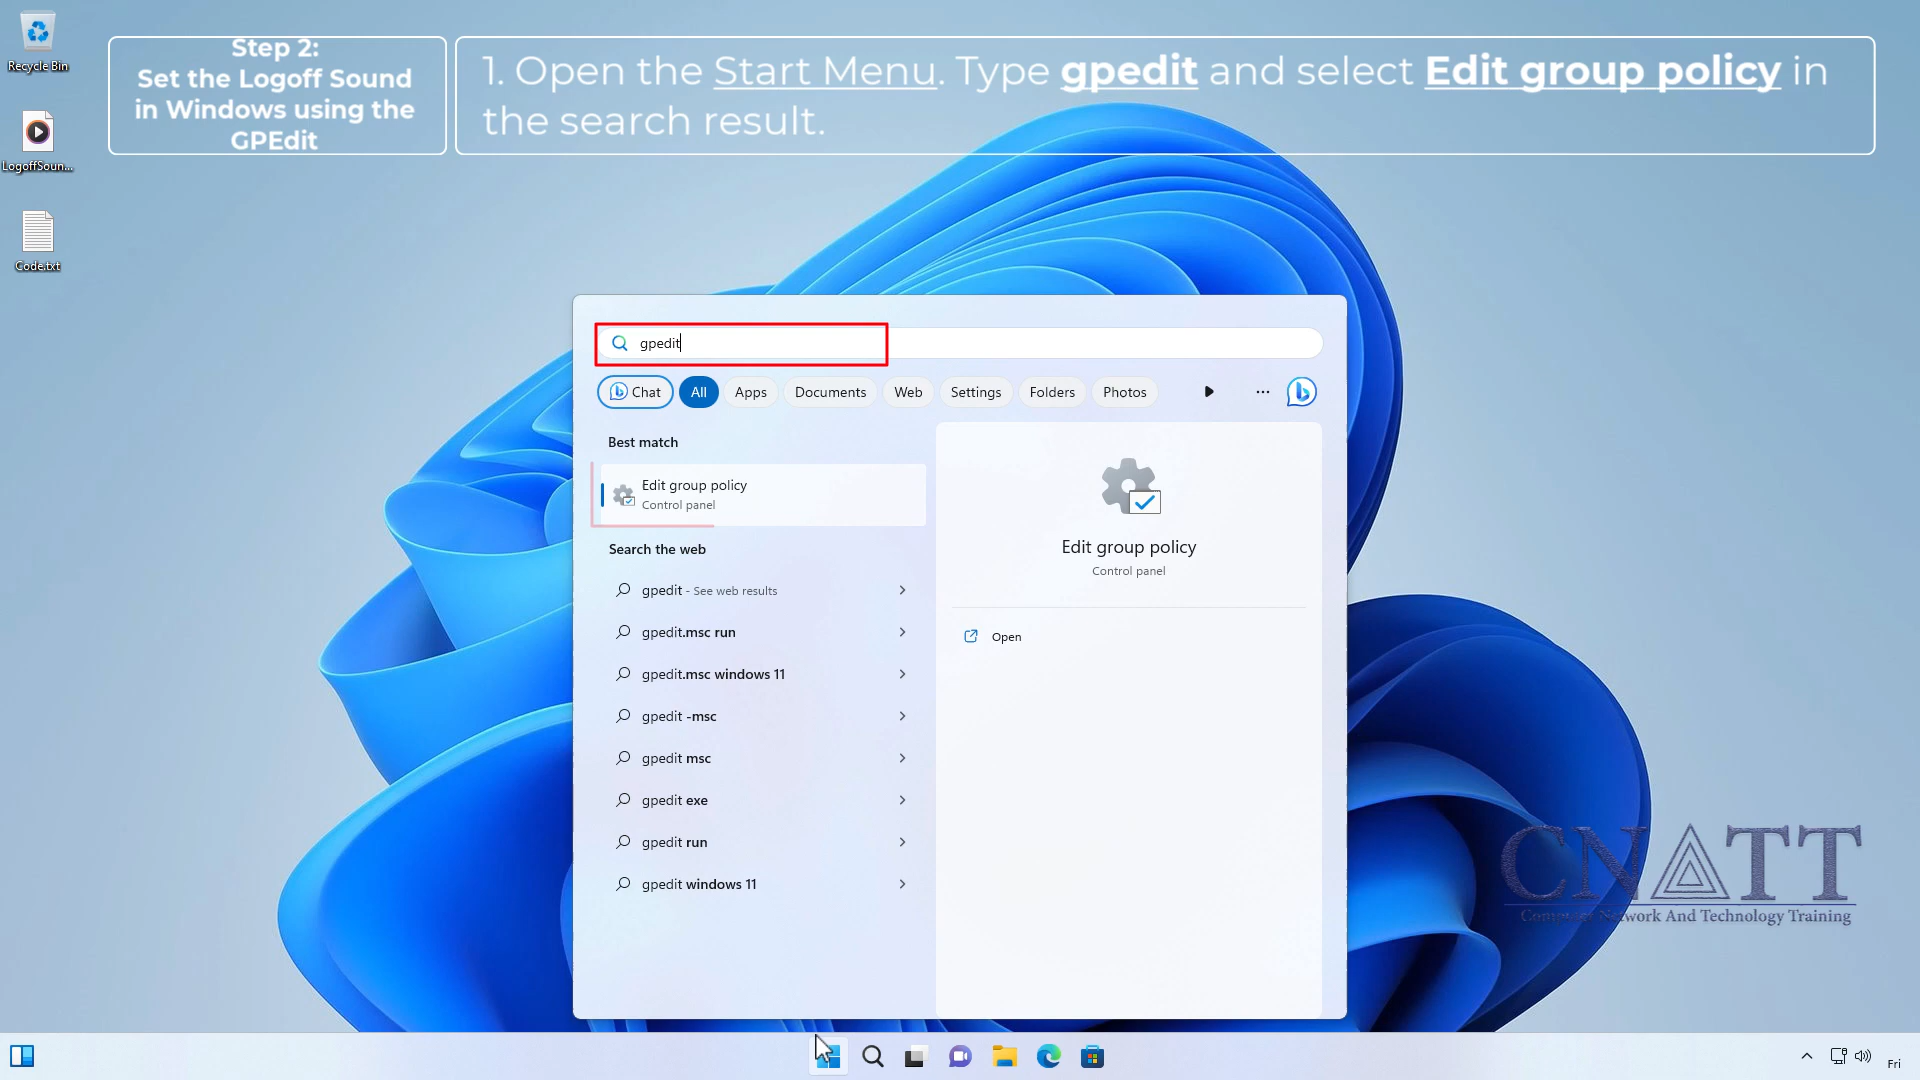 Recycle Bin
LogoffSoun...
Code.txt
Step 2:
Set the Logoff Sound
in Windows using the
GPEdit
1. Open the Start Menu. Type gpedit and select Edit group policy in
the search result.
gpedit
Chat
All
Apps
Documents
Web
Settings
Folders
Photos
...
Best match
Edit group policy
Control panel
Search the web
gpedit - See web results
gpedit.msc run
gpedit.msc windows 11
gpedit -msc
gpedit msc
gpedit exe
gpedit run
gpedit windows 11
Edit group policy
Control panel
Open
CNATT
Computer Network And Technology Training
Fri